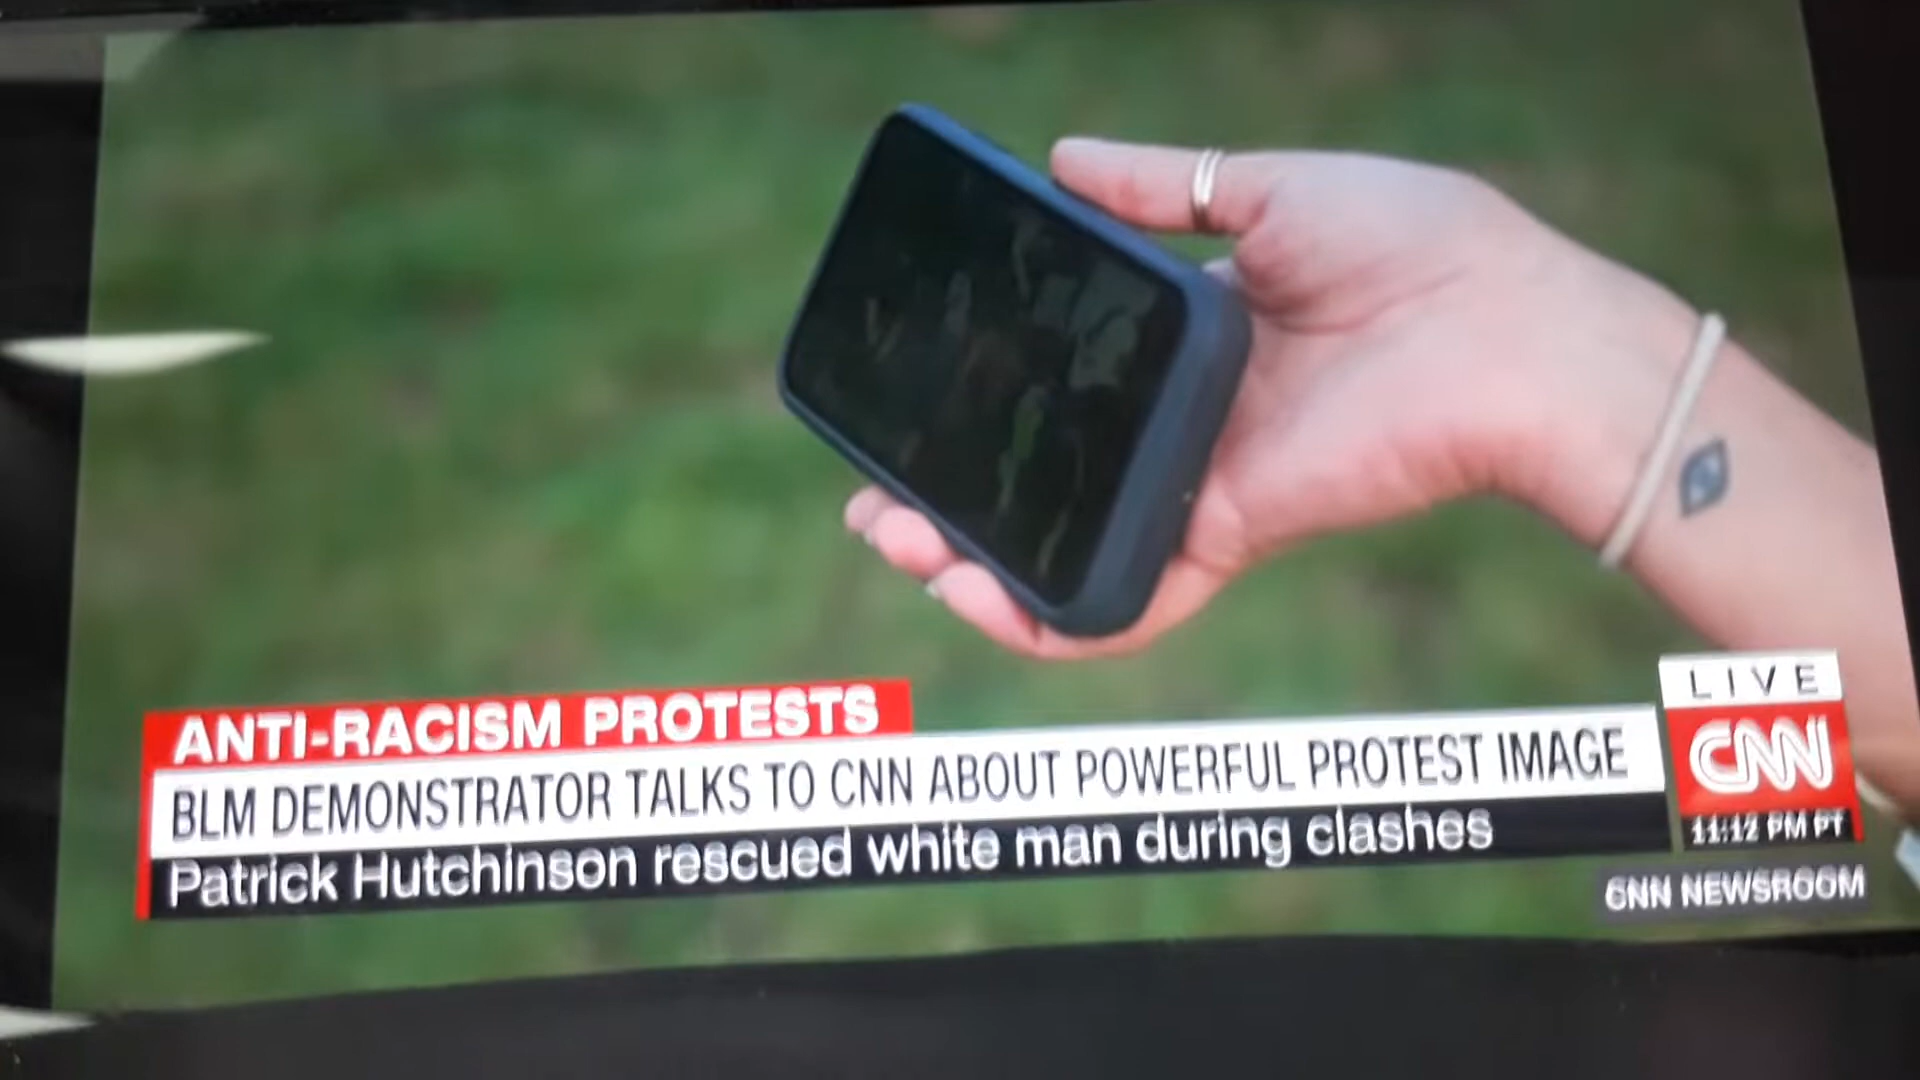 ANTI-RACISM PROTESTS
BLM DEMONSTRATOR TALKS TO CNN ABOUT POWERFUL PROTEST IMAGE
Patrick Hutchinson rescued white man during clashes
LIVE
CNN
11:12 PM PT
CNN NEWSROOM